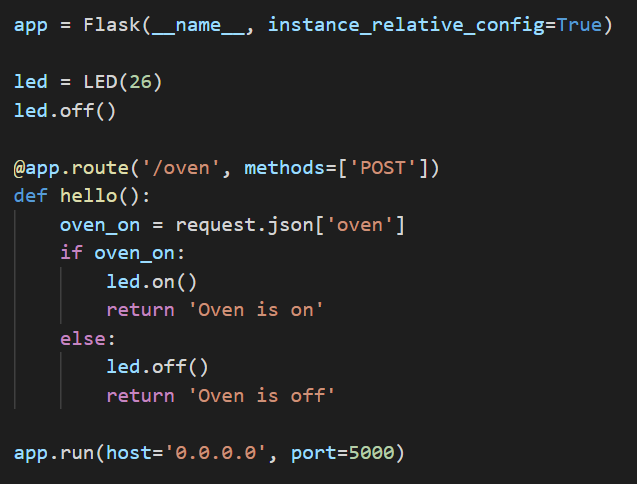 app = Flask(__name__, instance_relative_config=True)
led = LED(26)
led.off()
@app.route('/oven', methods=['POST'])
def hello():
    oven_on = request.json['oven']
    if oven_on:
        led.on()
        return 'Oven is on'
    else:
        led.off()
        return 'Oven is off'
app.run(host='0.0.0.0', port=5000)